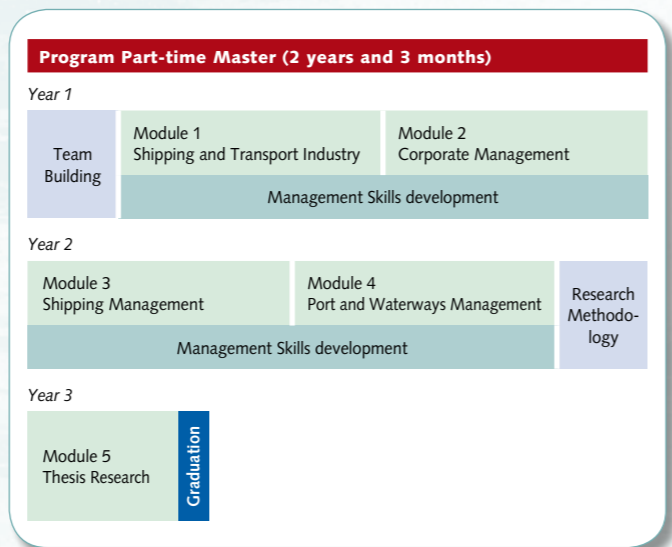 Program Part-time Master (2 years and 3 months)
Year 1
Team
Building
Module 1
Shipping and Transport Industry
Module 2
Corporate Management
Management Skills development
Year 2
Module 3
Shipping Management
Module 4
Port and Waterways Management
Research
Methodo-
logy
Management Skills development
Year 3
Module 5
Thesis Research
Graduation